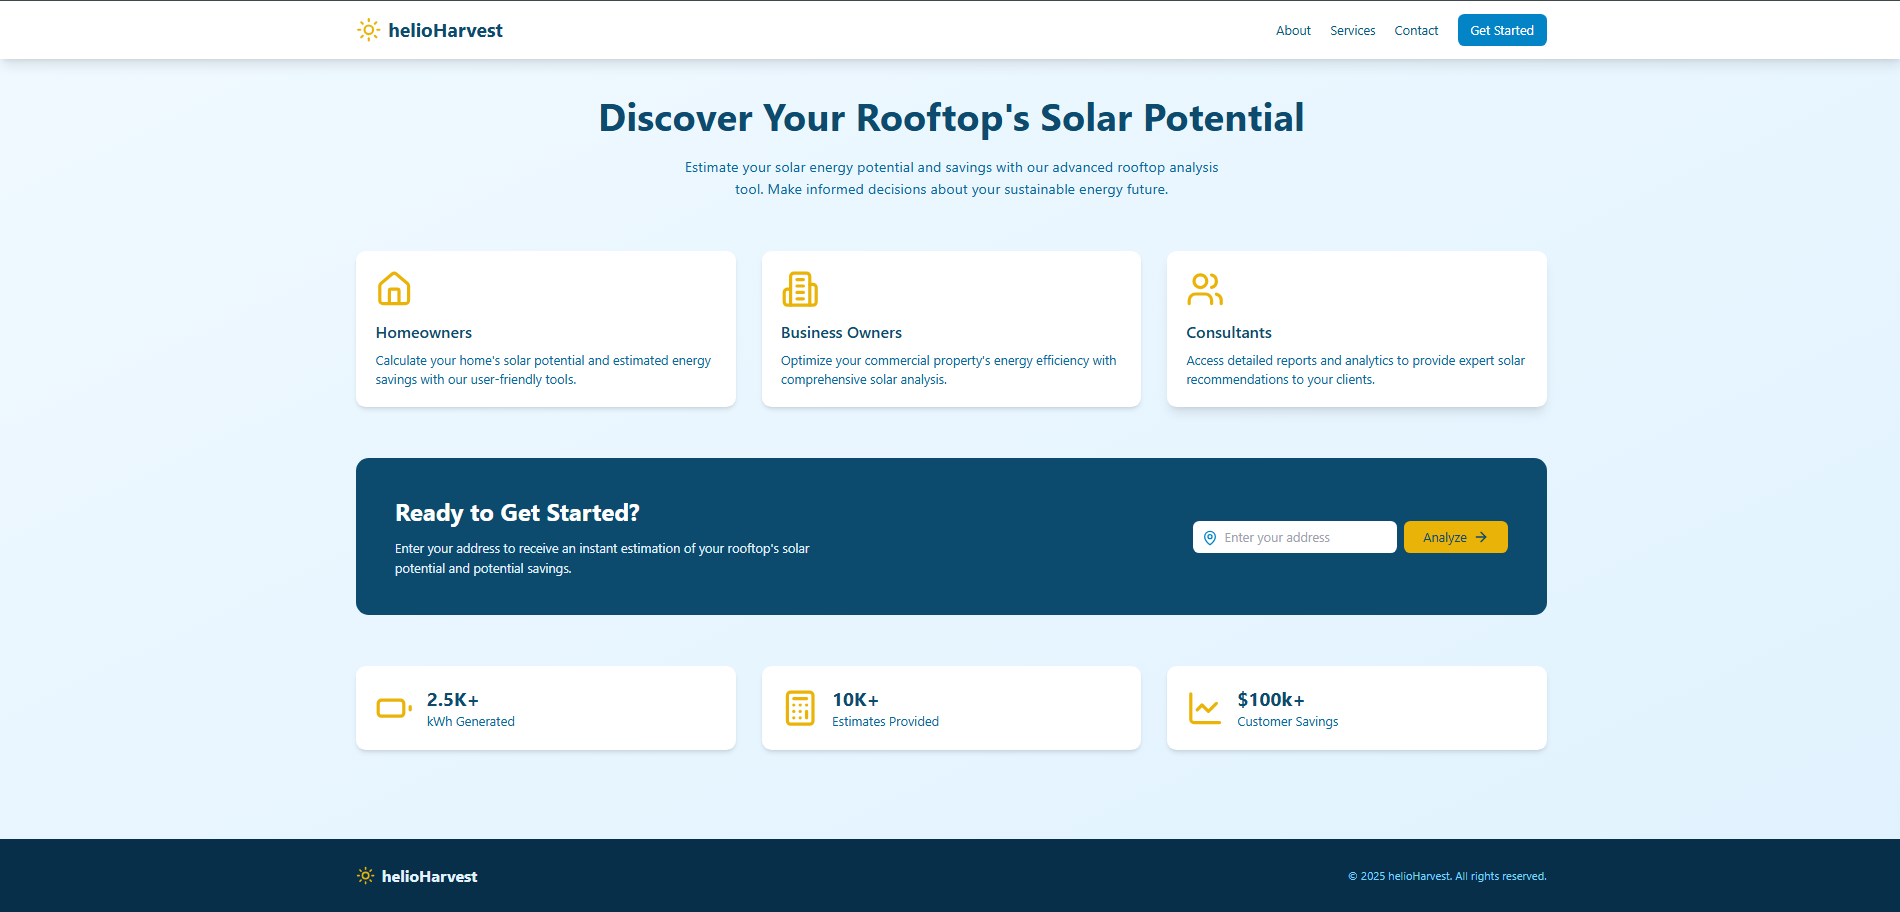 helioHarvest
About
Services
Contact
Get Started
Discover Your Rooftop's Solar Potential
Estimate your solar energy potential and savings with our advanced rooftop analysis
tool. Make informed decisions about your sustainable energy future.
Homeowners
Calculate your home's solar potential and estimated energy
savings with our user-friendly tools.
Business Owners
Optimize your commercial property's energy efficiency with
comprehensive solar analysis.
Consultants
Access detailed reports and analytics to provide expert solar
recommendations to your clients.
Ready to Get Started?
Enter your address to receive an instant estimation of your rooftop's solar
potential and potential savings.
Enter your address
Analyze
2.5K+
kWh Generated
10K+
Estimates Provided
$100k+
Customer Savings
helioHarvest
© 2025 helioHarvest. All rights reserved.